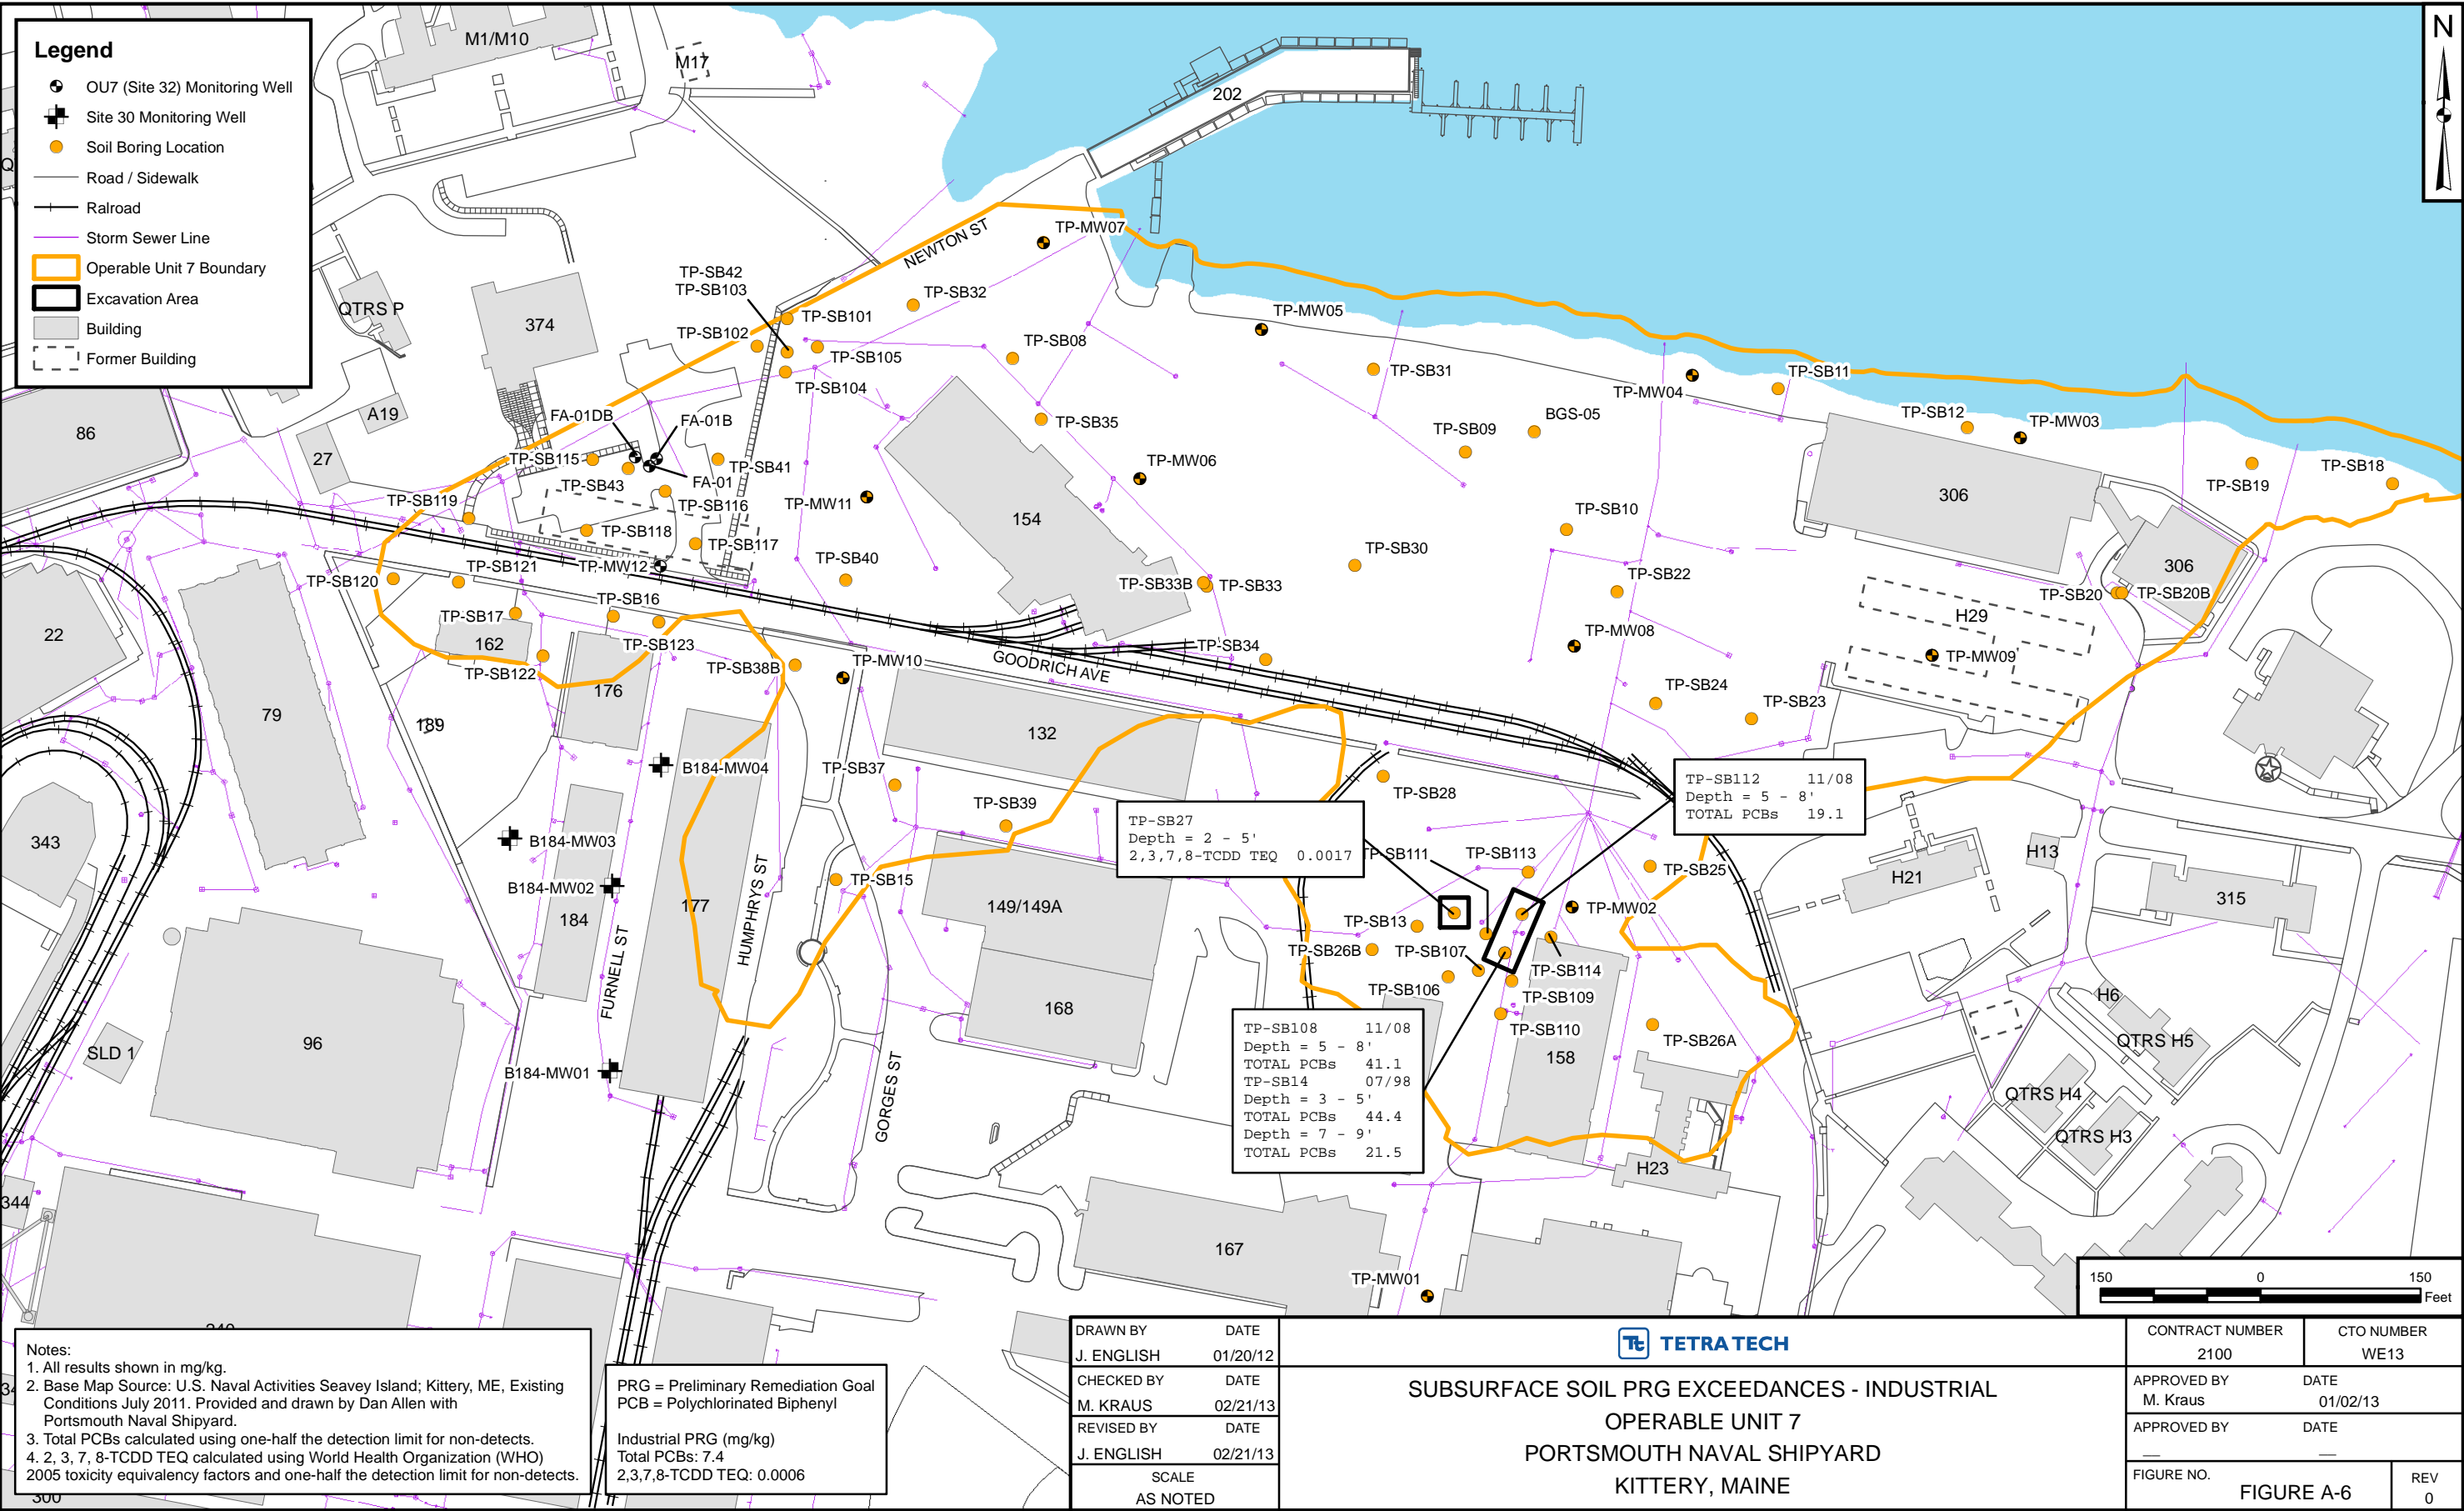 Legend
OU7 (Site 32) Monitoring Well
Site 30 Monitoring Well
Soil Boring Location
Road / Sidewalk
Ralroad
Storm Sewer Line
Operable Unit 7 Boundary
Excavation Area
Building
Former Building
N
M1/M10
M17
Q
202
NEWTON ST
TP-MW07
TP-SB42
TP-SB103
TP-SB101
TP-SB32
TP-MW05
QTRS P
374
TP-SB102
TP-SB105
TP-SB08
TP-SB104
TP-SB31
TP-MW04
TP-SB11
A19
FA-01DB
FA-01B
TP-SB35
BGS-05
TP-SB12
TP-MW03
86
27
TP-SB115
TP-SB41
TP-SB09
TP-MW06
TP-SB43
FA-01
TP-SB18
TP-SB19
TP-SB119
TP-SB116
TP-MW11
306
TP-SB118
154
TP-SB10
TP-SB117
TP-SB30
306
TP-SB120
TP-SB121
TP-MW12
TP-SB40
TP-SB33B
TP-SB33
TP-SB22
TP-SB20
TP-SB20B
TP-SB17
TP-SB16
H29
22
162
TP-SB123
TP-SB34
TP-MW08
TP-MW09
TP-SB122
TP-SB38B
TP-MW10
GOODRICH AVE
176
TP-SB24
79
189
132
TP-SB23
B184-MW04
TP-SB37
TP-SB28
TP-SB39
TP-SB112 11/08
Depth = 5 - 8'
TOTAL PCBs 19.1
TP-SB27
Depth = 2 - 5'
2,3,7,8-TCDD TEQ 0.0017
343
B184-MW03
TP-SB111
TP-SB113
H13
TP-SB25
H21
B184-MW02
TP-SB15
315
184
177
HUMPHRYS ST
149/149A
TP-SB13
TP-MW02
TP-SB26B
TP-SB107
FURNELL ST
TP-SB114
TP-SB106
TP-SB109
168
H6
TP-SB110
SLD 1
96
TP-SB26A
QTRS H5
158
B184-MW01
GORGES ST
QTRS H4
TP-SB108 11/08
Depth = 5 - 8'
TOTAL PCBs 41.1
TP-SB14 07/98
Depth = 3 - 5'
TOTAL PCBs 44.4
Depth = 7 - 9'
TOTAL PCBs 21.5
QTRS H3
H23
344
167
TP-MW01
150 0 150
Feet
Notes:
1. All results shown in mg/kg.
2. Base Map Source: U.S. Naval Activities Seavey Island; Kittery, ME, Existing
Conditions July 2011. Provided and drawn by Dan Allen with
Portsmouth Naval Shipyard.
3. Total PCBs calculated using one-half the detection limit for non-detects.
4. 2, 3, 7, 8-TCDD TEQ calculated using World Health Organization (WHO)
2005 toxicity equivalency factors and one-half the detection limit for non-detects.
300
PRG = Preliminary Remediation Goal
PCB = Polychlorinated Biphenyl
Industrial PRG (mg/kg)
Total PCBs: 7.4
2,3,7,8-TCDD TEQ: 0.0006
DRAWN BY DATE
J. ENGLISH 01/20/12
CHECKED BY DATE
M. KRAUS 02/21/13
REVISED BY DATE
J. ENGLISH 02/21/13
SCALE
AS NOTED
Tt TETRA TECH
SUBSURFACE SOIL PRG EXCEEDANCES - INDUSTRIAL
OPERABLE UNIT 7
PORTSMOUTH NAVAL SHIPYARD
KITTERY, MAINE
CONTRACT NUMBER
2100
CTO NUMBER
WE13
APPROVED BY DATE
M. Kraus 01/02/13
APPROVED BY DATE
__ __
FIGURE NO.
FIGURE A-6
REV
0